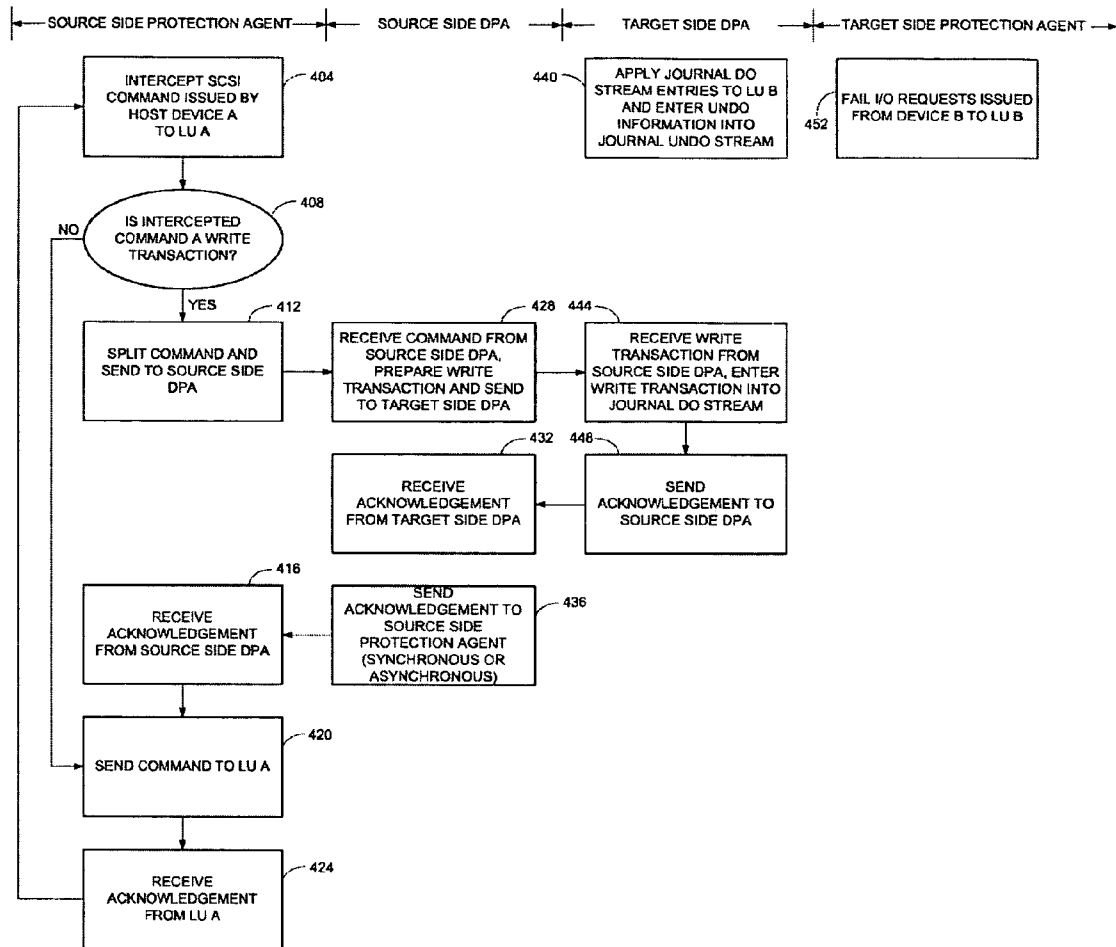 SOURCE SIDE PROTECTION AGENT
SOURCE SIDE DPA
TARGET SIDE DPA
TARGET SIDE PROTECTION AGENT
404
INTERCEPT SCSI
COMMAND ISSUED BY
HOST DEVICE A
TO LU A
440
APPLY JOURNAL DO
STREAM ENTRIES TO LU B
AND ENTER UNDO
INFORMATION INTO
JOURNAL UNDO STREAM
452
FAIL I/O REQUESTS ISSUED
FROM DEVICE B TO LU B
408
NO
IS INTERCEPTED
COMMAND A WRITE
TRANSACTION?
YES
412
SPLIT COMMAND AND
SEND TO SOURCE SIDE
DPA
428
RECEIVE COMMAND FROM
SOURCE SIDE DPA,
PREPARE WRITE
TRANSACTION AND SEND
TO TARGET SIDE DPA
444
RECEIVE WRITE
TRANSACTION FROM
SOURCE SIDE DPA, ENTER
WRITE TRANSACTION INTO
JOURNAL DO STREAM
432
RECEIVE
ACKNOWLEDGEMENT
FROM TARGET SIDE DPA
448
SEND
ACKNOWLEDGEMENT TO
SOURCE SIDE DPA
416
RECEIVE
ACKNOWLEDGEMENT
FROM SOURCE SIDE DPA
SEND
ACKNOWLEDGEMENT TO
SOURCE SIDE
PROTECTION AGENT
(SYNCHRONOUS OR
ASYNCHRONOUS)
436
420
SEND COMMAND TO LU A
424
RECEIVE
ACKNOWLEDGEMENT
FROM LU A